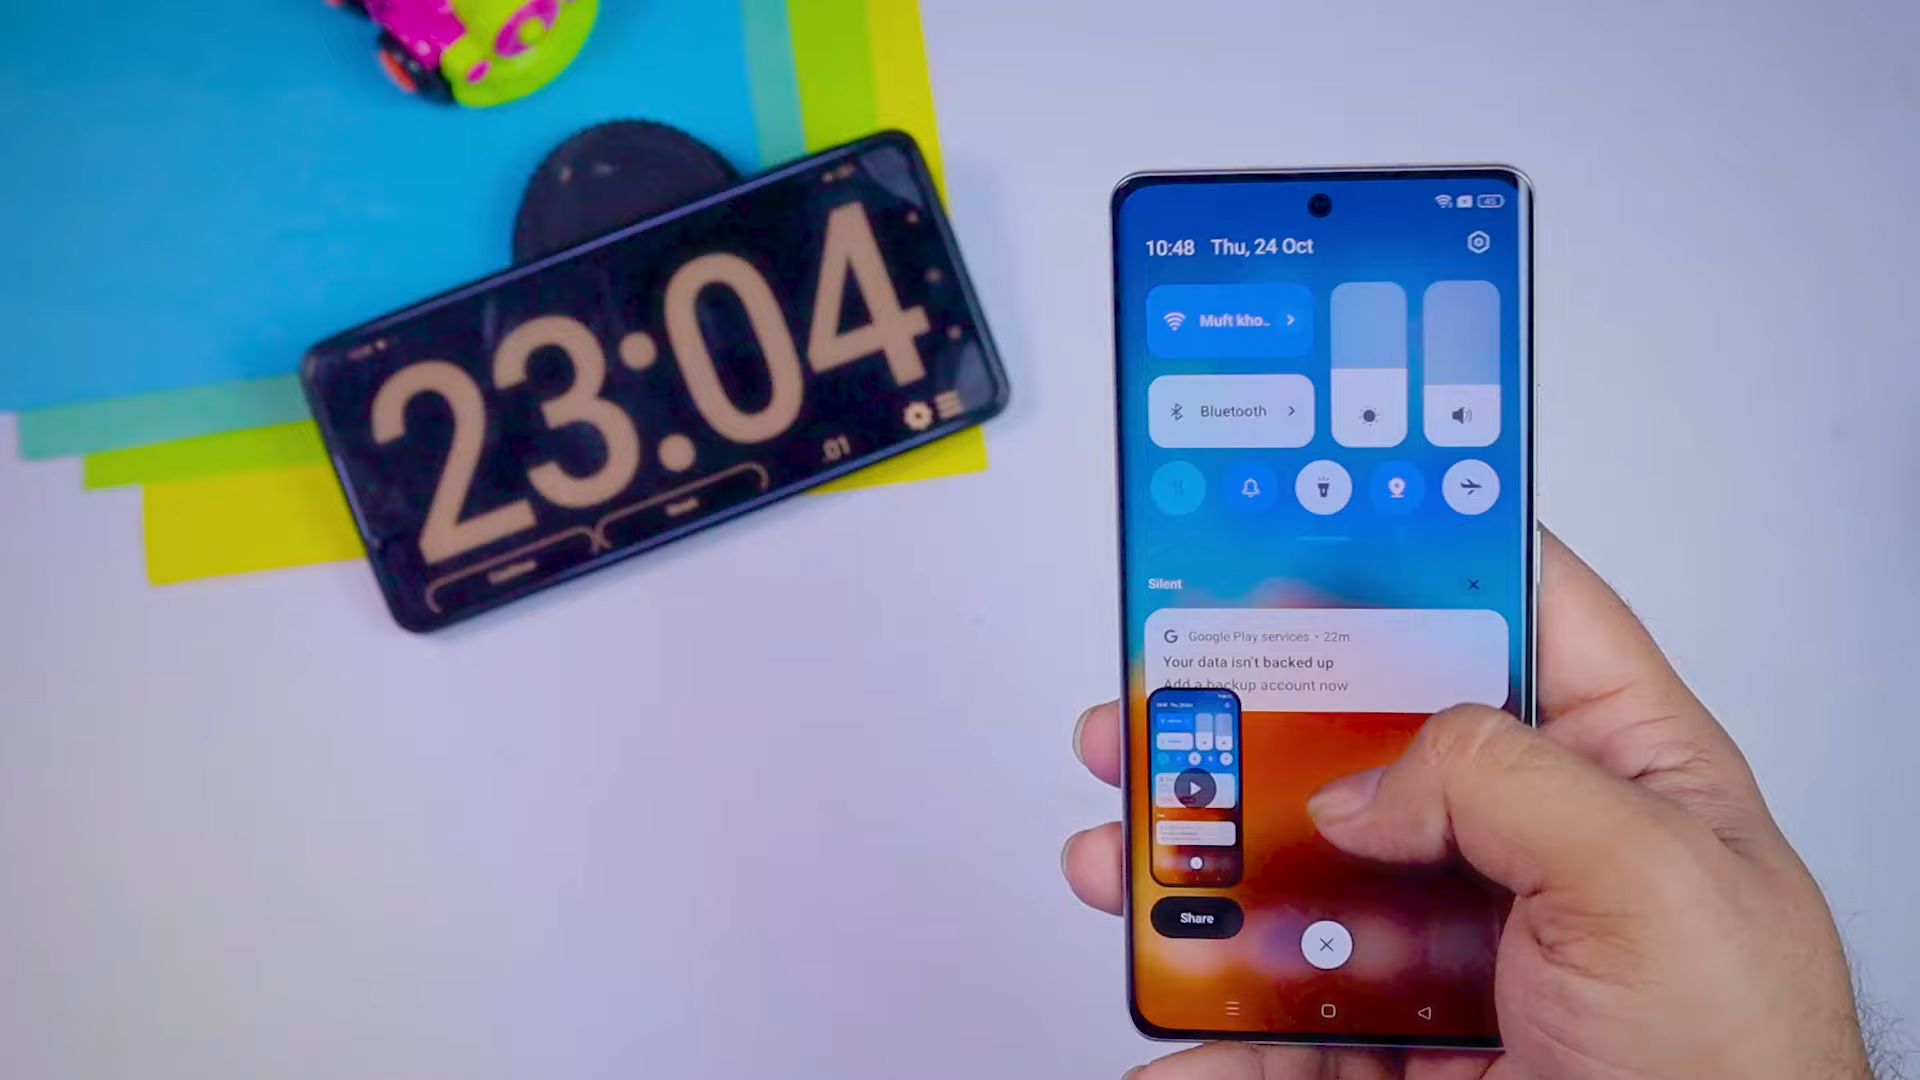 23:04
.01
10:48 Thu, 24 Oct
45
Muft kho..
Bluetooth
Silent
Google Play services • 22m
Your data isn't backed up
Add a backup account now
Share